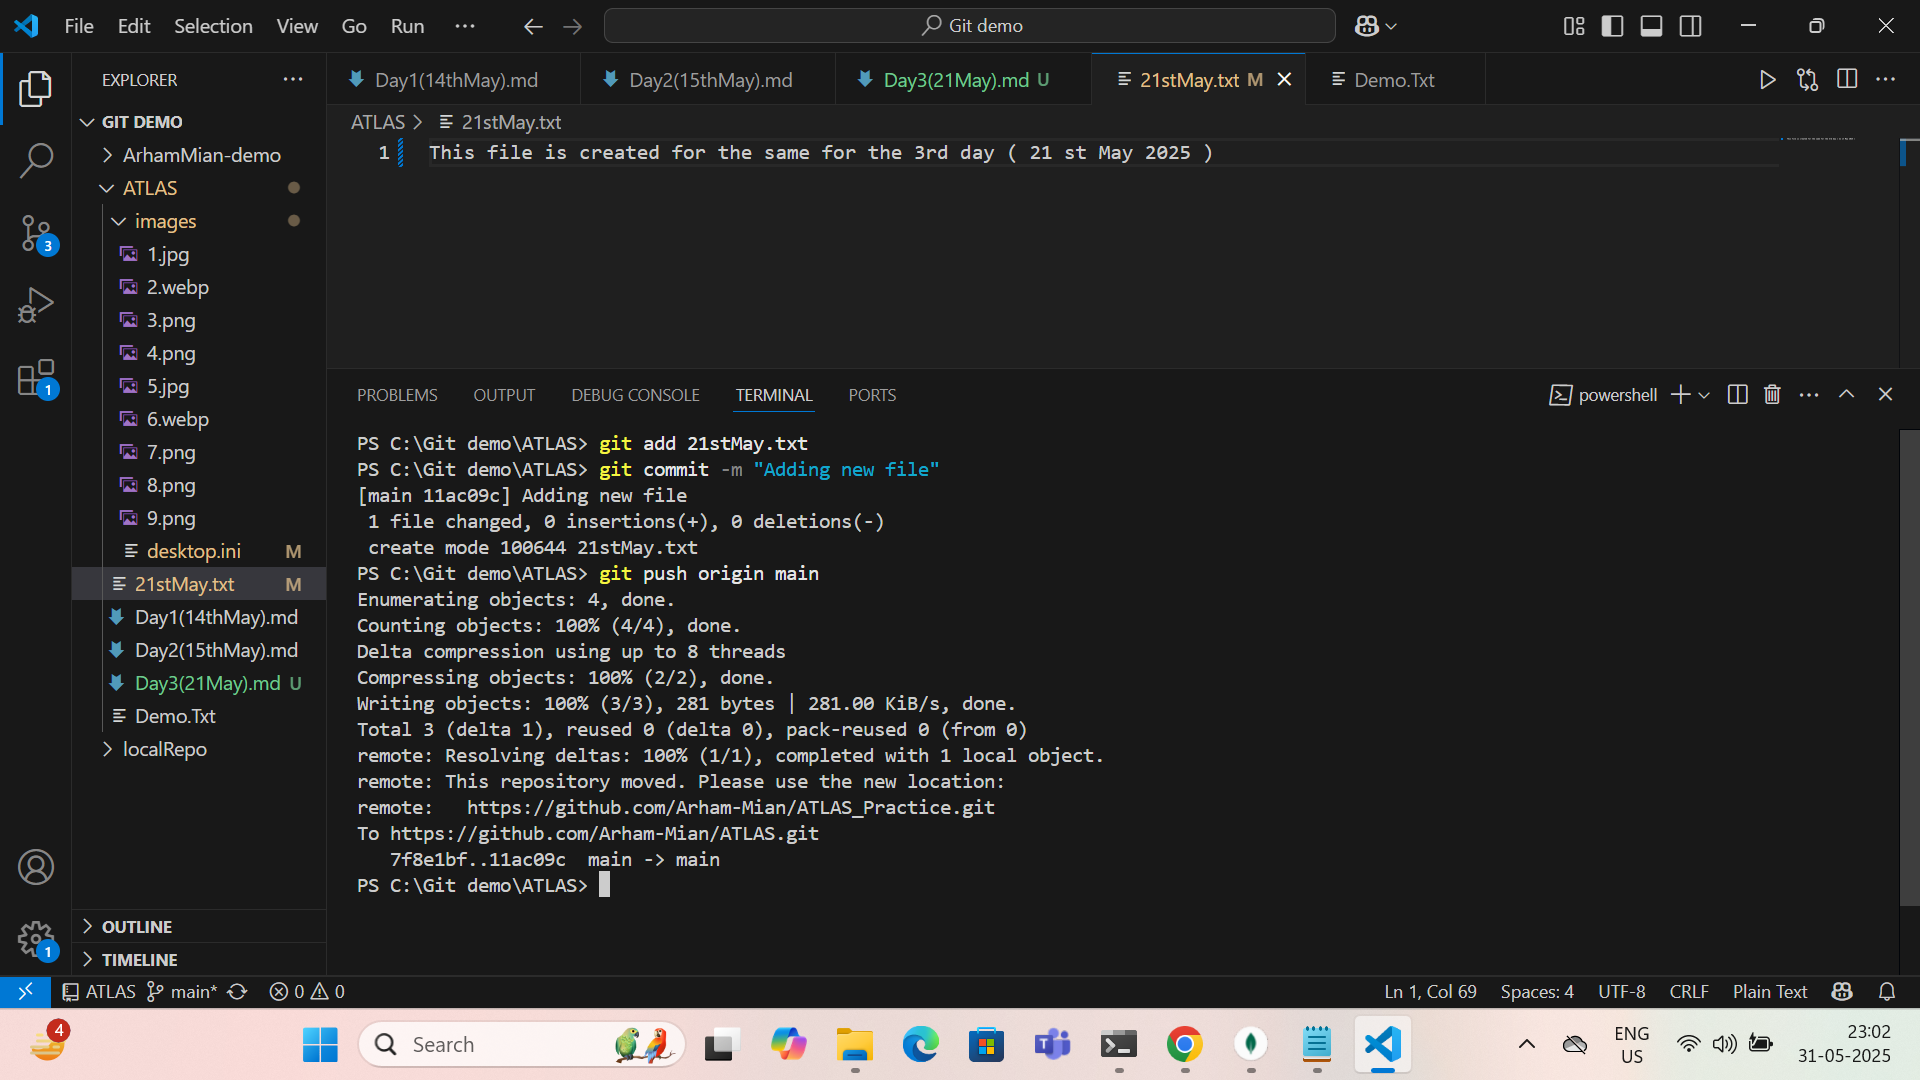 File Edit Selection View Go Run ··· Git demo
EXPLORER ···
GIT DEMO
ArhamMian-demo
ATLAS
images
1.jpg
2.webp
3.png
4.png
5.jpg
6.webp
7.png
8.png
9.png
desktop.ini M
21stMay.txt M
Day1(14thMay).md
Day2(15thMay).md
Day3(21May).md U
Demo.Txt
localRepo
OUTLINE
TIMELINE
3
1
1
Day1(14thMay).md Day2(15thMay).md Day3(21May).md U 21stMay.txt M Demo.Txt
ATLAS > 21stMay.txt
1 This file is created for the same for the 3rd day ( 21 st May 2025 )
PROBLEMS OUTPUT DEBUG CONSOLE TERMINAL PORTS powershell
PS C:\Git demo\ATLAS> git add 21stMay.txt
PS C:\Git demo\ATLAS> git commit -m "Adding new file"
[main 11ac09c] Adding new file
1 file changed, 0 insertions(+), 0 deletions(-)
create mode 100644 21stMay.txt
PS C:\Git demo\ATLAS> git push origin main
Enumerating objects: 4, done.
Counting objects: 100% (4/4), done.
Delta compression using up to 8 threads
Compressing objects: 100% (2/2), done.
Writing objects: 100% (3/3), 281 bytes | 281.00 KiB/s, done.
Total 3 (delta 1), reused 0 (delta 0), pack-reused 0 (from 0)
remote: Resolving deltas: 100% (1/1), completed with 1 local object.
remote: This repository moved. Please use the new location:
remote:   https://github.com/Arham-Mian/ATLAS_Practice.git
To https://github.com/Arham-Mian/ATLAS.git
7f8e1bf..11ac09c  main -> main
PS C:\Git demo\ATLAS>
ATLAS main* 0 0 Ln 1, Col 69 Spaces: 4 UTF-8 CRLF Plain Text
4 Search ENG US 23:02
31-05-2025